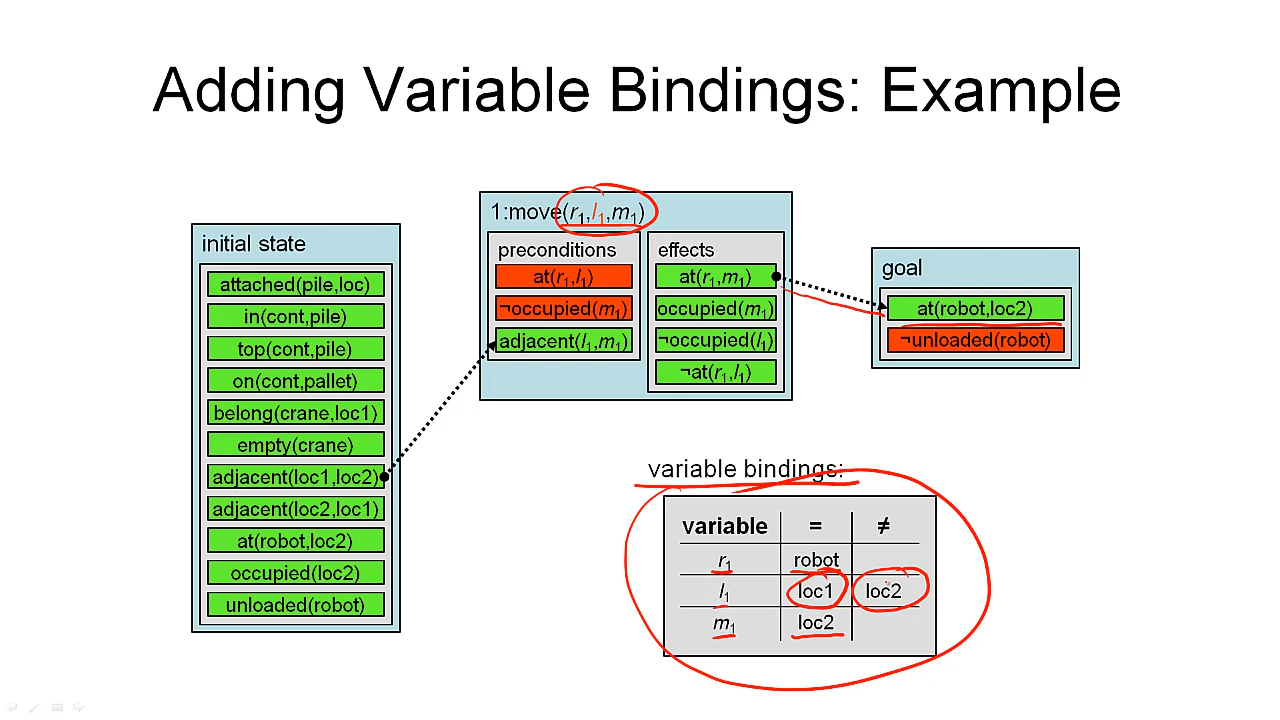 Adding Variable Bindings: Example
initial state
attached(pile,loc)
in(cont,pile)
top(cont,pile)
on(cont,pallet)
belong(crane,loc1)
empty(crane)
adjacent(loc1,loc2)
adjacent(loc2,loc1)
at(robot,loc2)
occupied(loc2)
unloaded(robot)
1:move(r₁,l₁,m₁)
preconditions
at(r₁,l₁)
¬occupied(m₁)
adjacent(l₁,m₁)
effects
at(r₁,m₁)
occupied(m₁)
¬occupied(l₁)
¬at(r₁,l₁)
goal
at(robot,loc2)
¬unloaded(robot)
variable bindings:
variable = ≠
r₁ robot
l₁ loc1 loc2
m₁ loc2